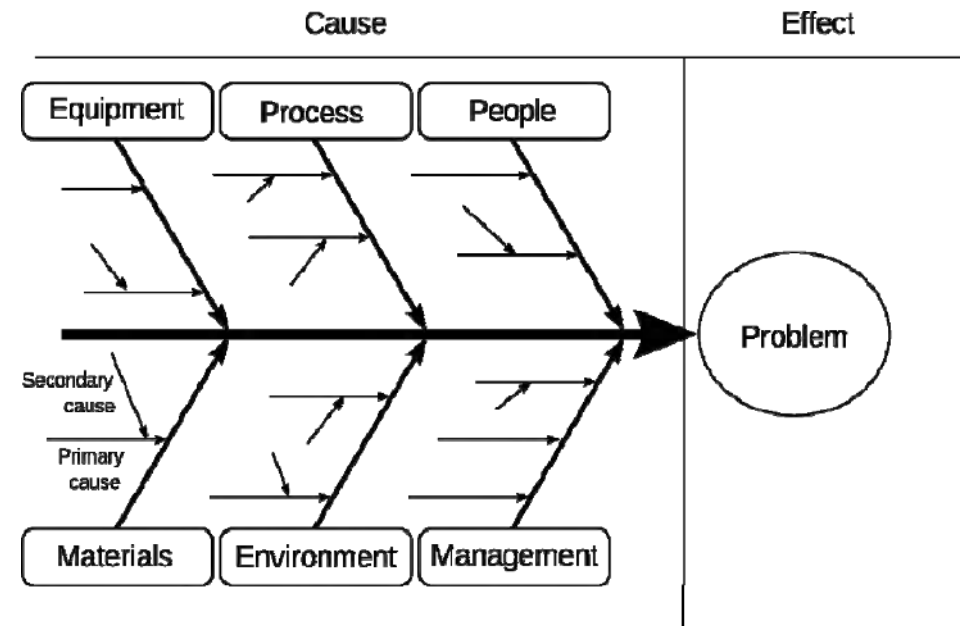 Cause
Effect
Equipment
Process
People
Problem
Secondary
cause
Primary
cause
Materials
Environment
Management